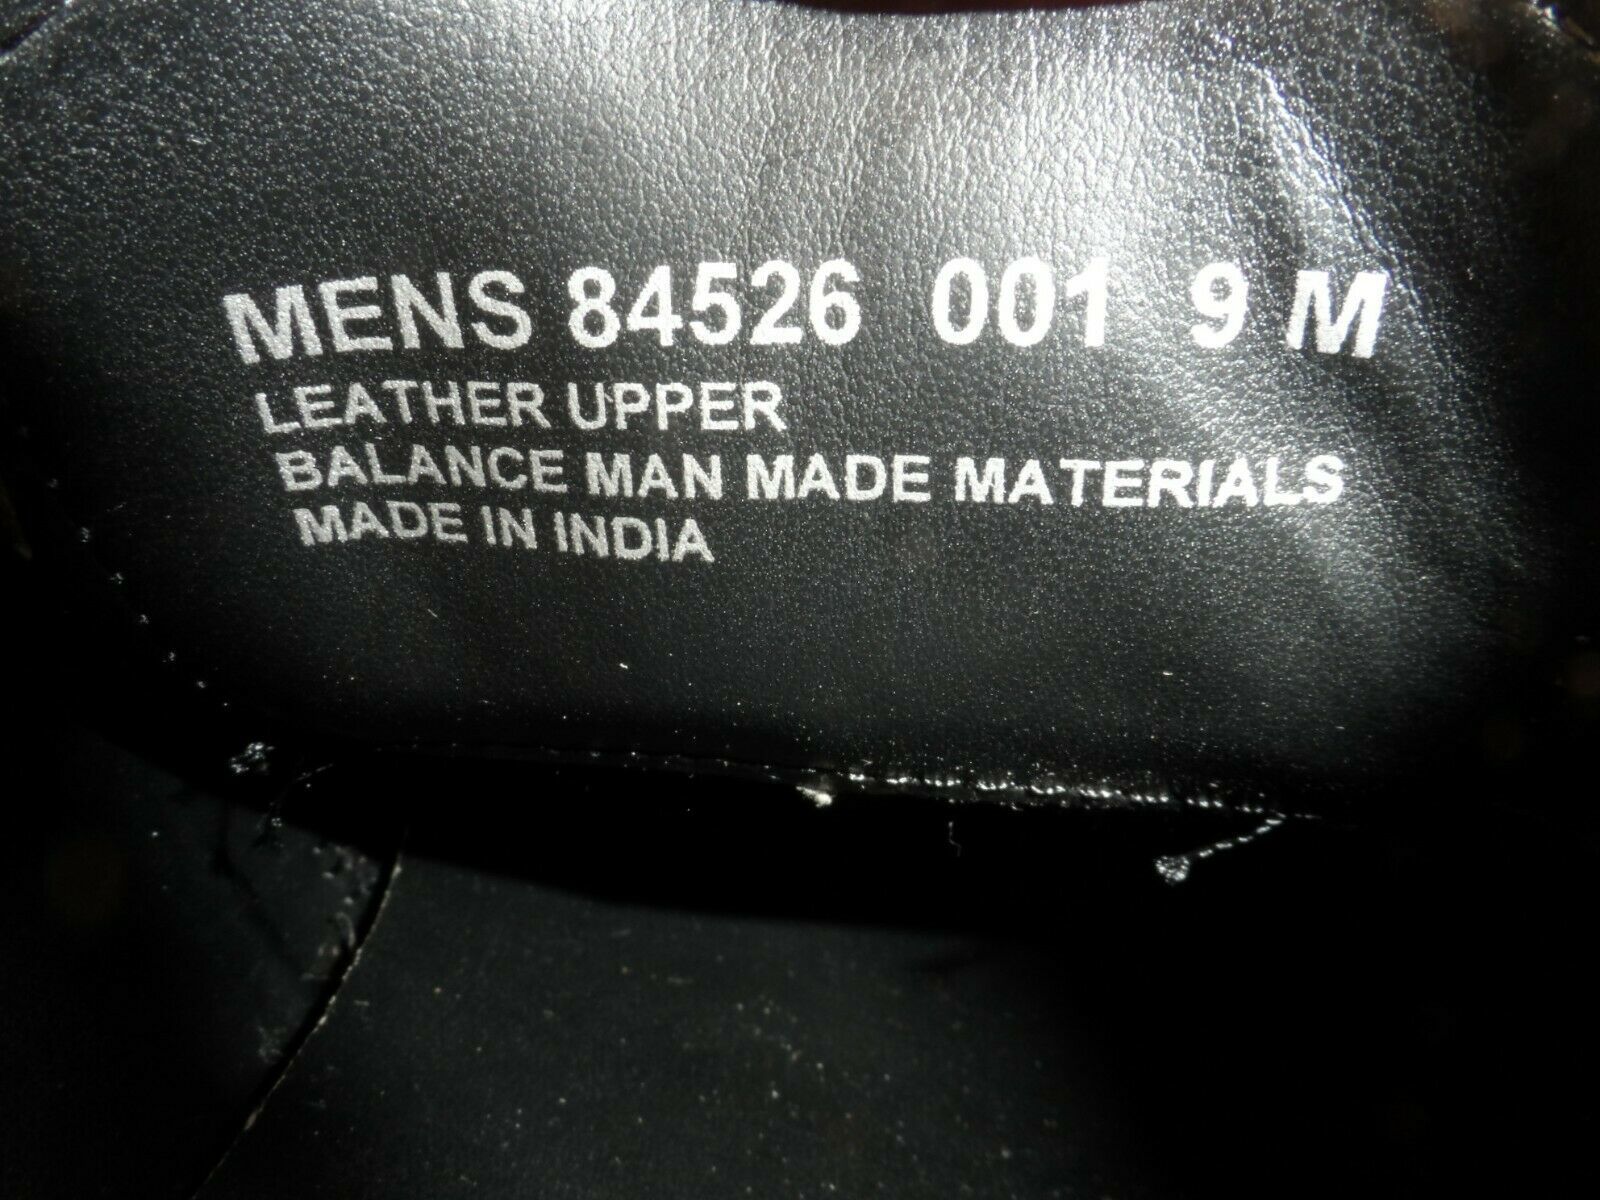 MENS 84526 001 9 M
LEATHER UPPER
BALANCE MAN MADE MATERIALS
MADE IN INDIA